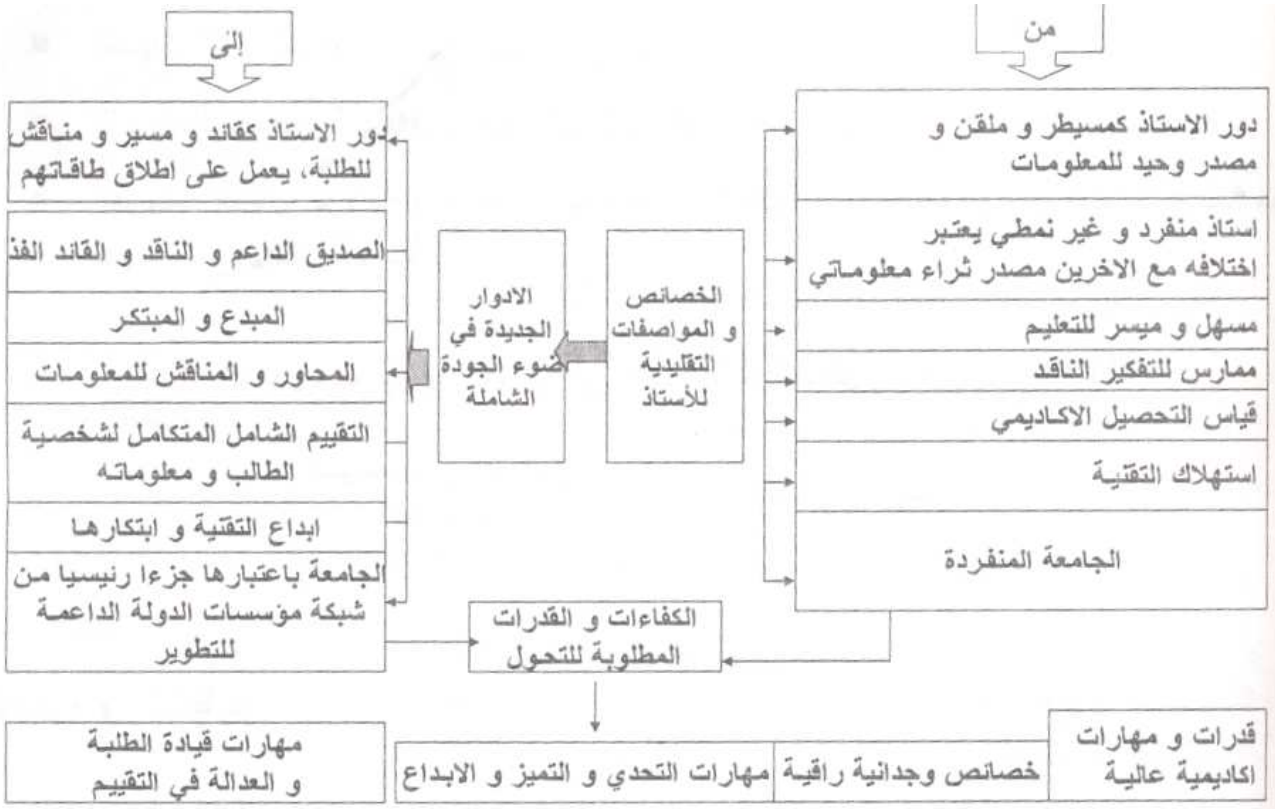 من
إلى
دور الاستاذ كمسيطر و ملقن و
مصدر وحيد للمعلومات
استاذ منفرد و غير نمطي يعتبر
اختلافه مع الاخرين مصدر ثراء معلوماتي
مسهل و ميسر للتعليم
ممارس للتفكير الناقد
قياس التحصيل الاكاديمي
استهلاك التقنية
الجامعة المنفردة
الخصائص
و المواصفات
التقليدية
للأستاذ
الادوار
الجديدة في
ضوء الجودة
الشاملة
دور الاستاذ كقائد و مسير و مناقش
للطلبة، يعمل على اطلاق طاقاتهم
الصديق الداعم و الناقد و القائد الفذ
المبدع و المبتكر
المحاور و المناقش للمعلومات
التقييم الشامل المتكامل لشخصية
الطالب و معلوماته
ابداع التقنية و ابتكارها
الجامعة باعتبارها جزءا رئيسيا من
شبكة مؤسسات الدولة الداعمة
للتطوير
الكفاءات و القدرات
المطلوبة للتحول
قدرات و مهارات
اكاديمية عالية
خصائص وجدانية راقية
مهارات التحدي و التميز و الابداع
مهارات قيادة الطلبة
و العدالة في التقييم